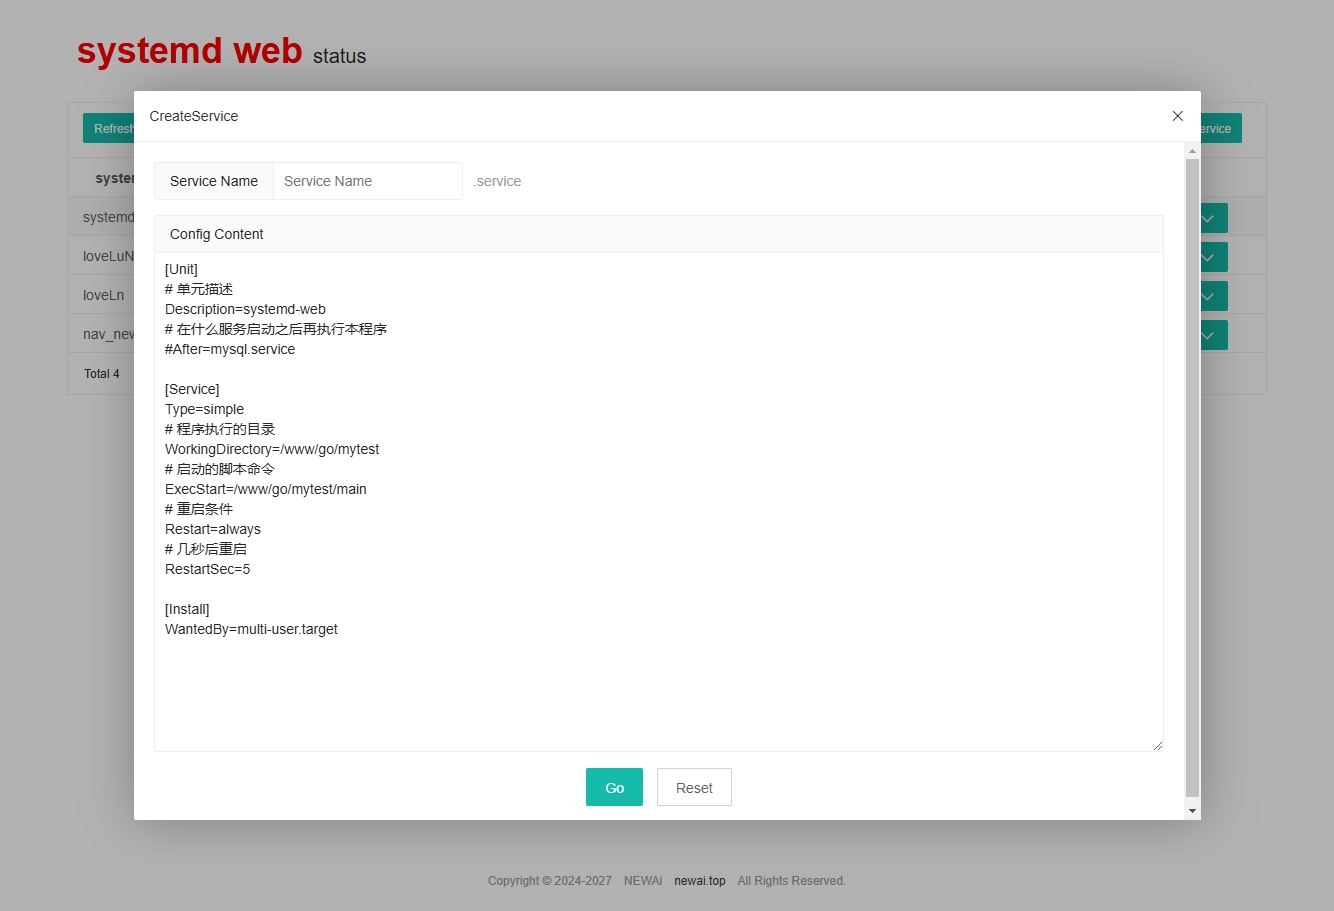 systemd web status
CreateService
Refresh
ervice
Service Name Service Name .service
Config Content
[Unit]
# 单元描述
Description=systemd-web
# 在什么服务启动之后再执行本程序
#After=mysql.service
[Service]
Type=simple
# 程序执行的目录
WorkingDirectory=/www/go/mytest
# 启动的脚本命令
ExecStart=/www/go/mytest/main
# 重启条件
Restart=always
# 几秒后重启
RestartSec=5
[Install]
WantedBy=multi-user.target
Go Reset
system
systemd
loveLuN
loveLn
nav_new
Total 4
Copyright © 2024-2027 NEWAi newai.top All Rights Reserved.